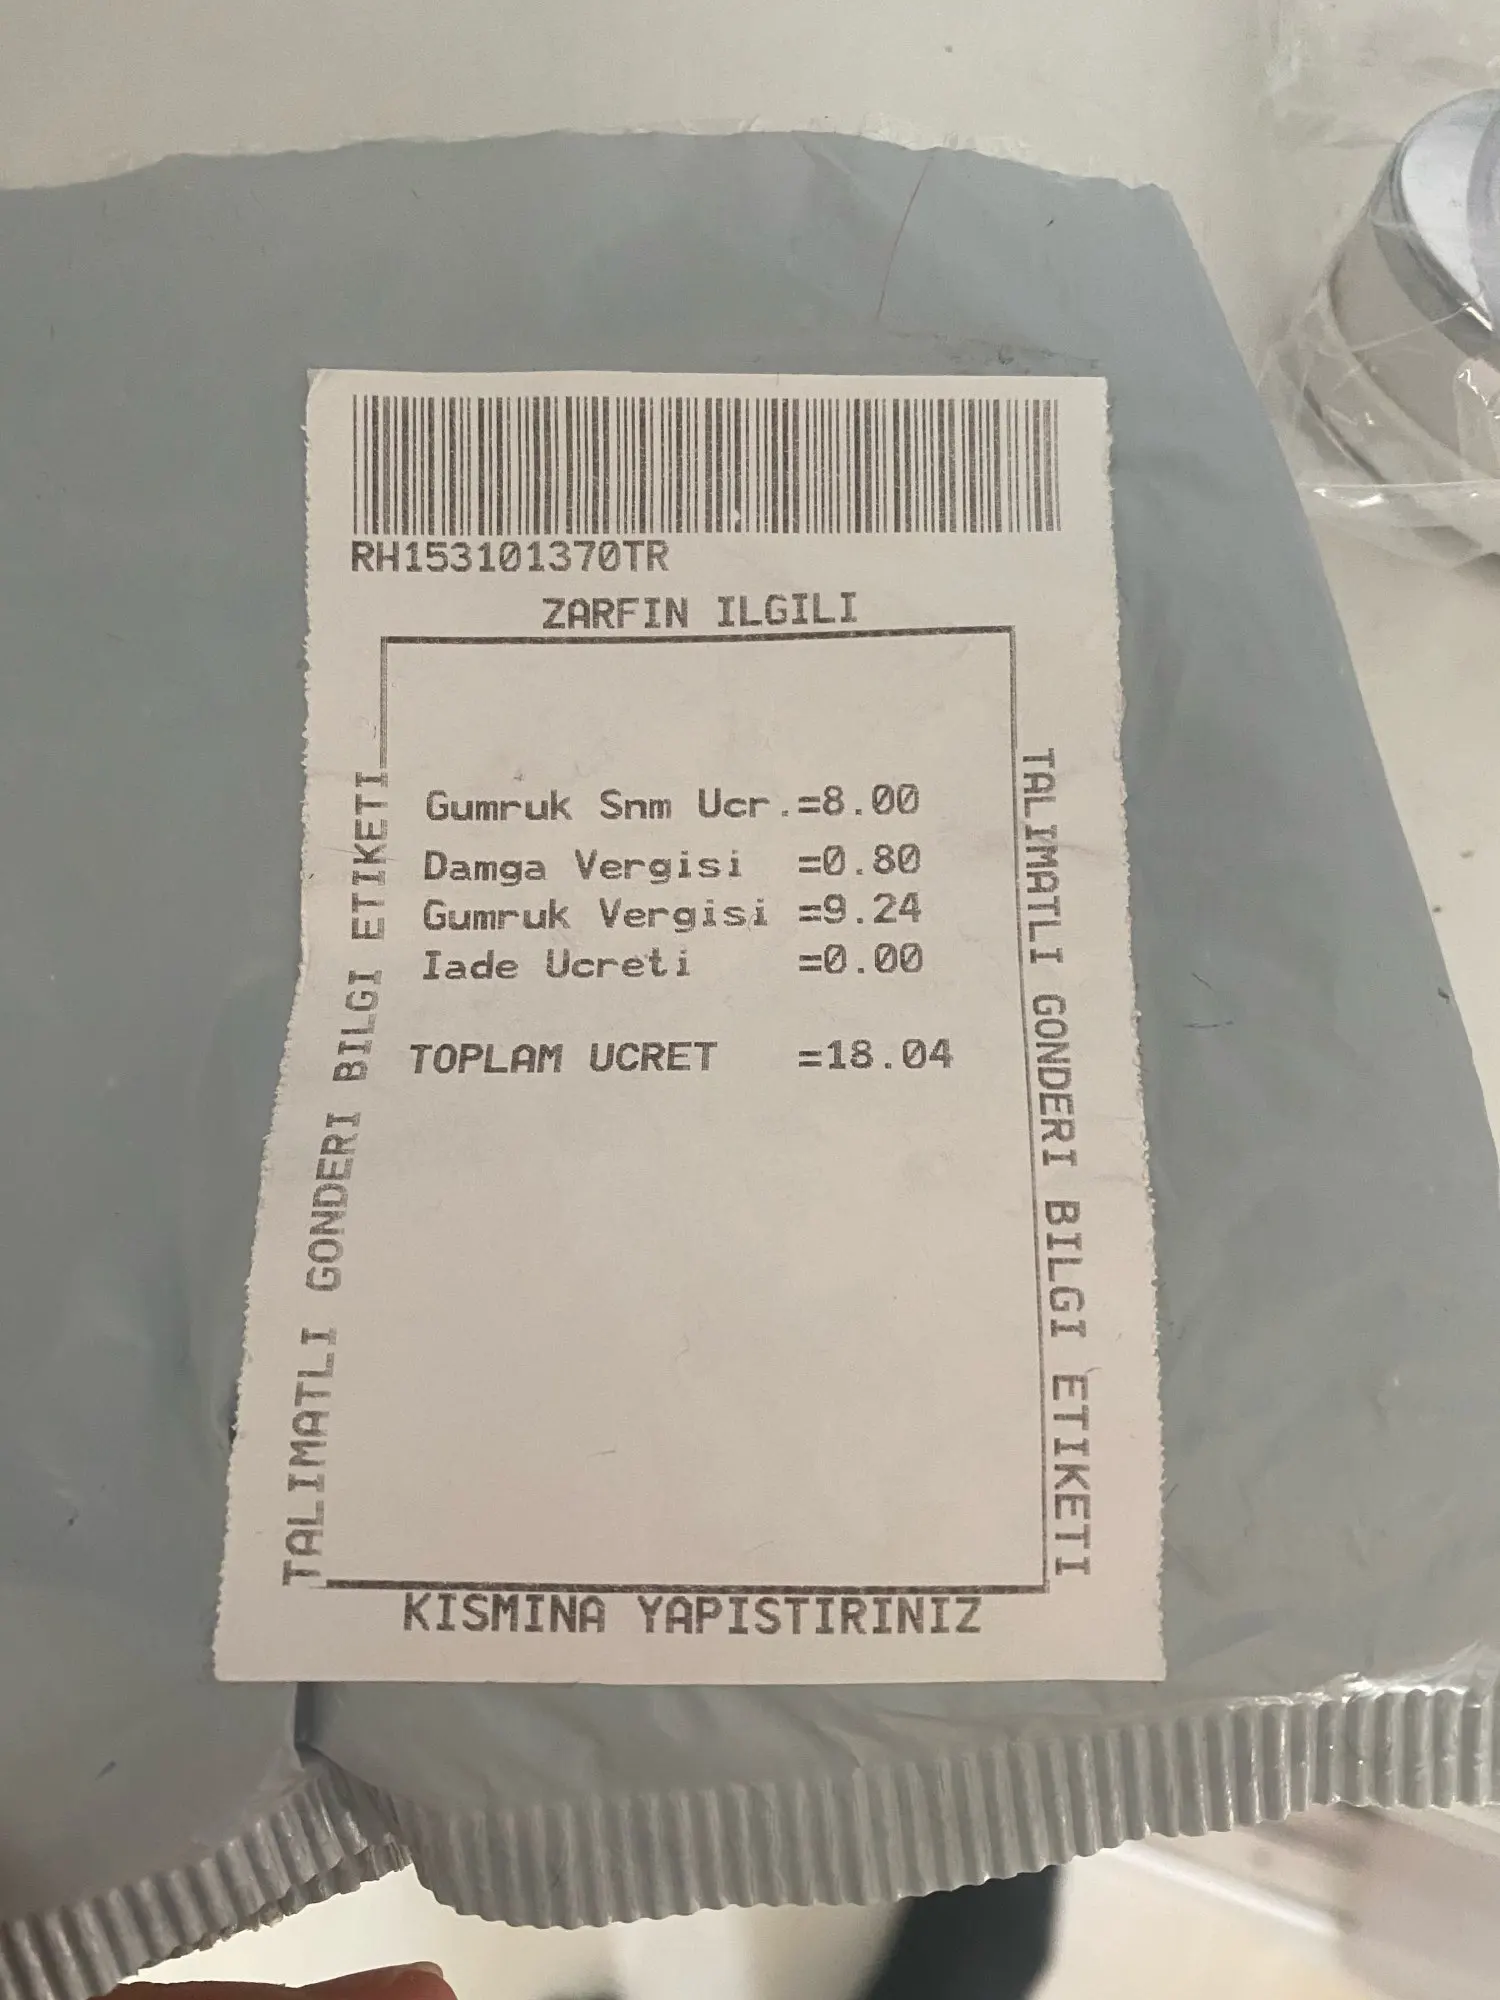 RH153101370TR
ZARFIN ILGILI
TALIMATLI GONDERI BILGI ETIKETI
Gumruk Snm Ucr.=8.00
Damga Vergisi =0.80
Gumruk Vergisi =9.24
Iade Ucreti =0.00
TOPLAM UCRET =18.04
TALIMATLI GONDERI BILGI ETIKETI
KISMINA YAPISTIRINIZ